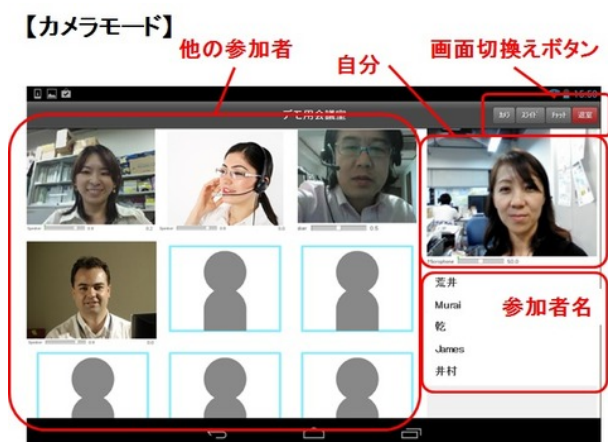 【カメラモード】
他の参加者
自分
画面切換えボタン
デモ用会議室
カメラ
スライド
チャット
退室
荒井
Murai
乾
James
井村
参加者名